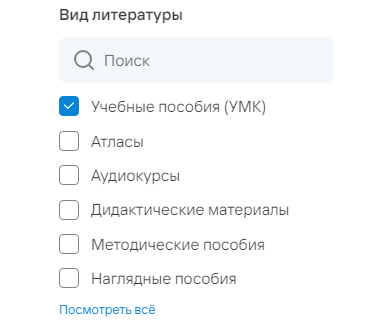 Вид литературы
Поиск
Учебные пособия (УМК)
Атласы
Аудиокурсы
Дидактические материалы
Методические пособия
Наглядные пособия
Посмотреть всё